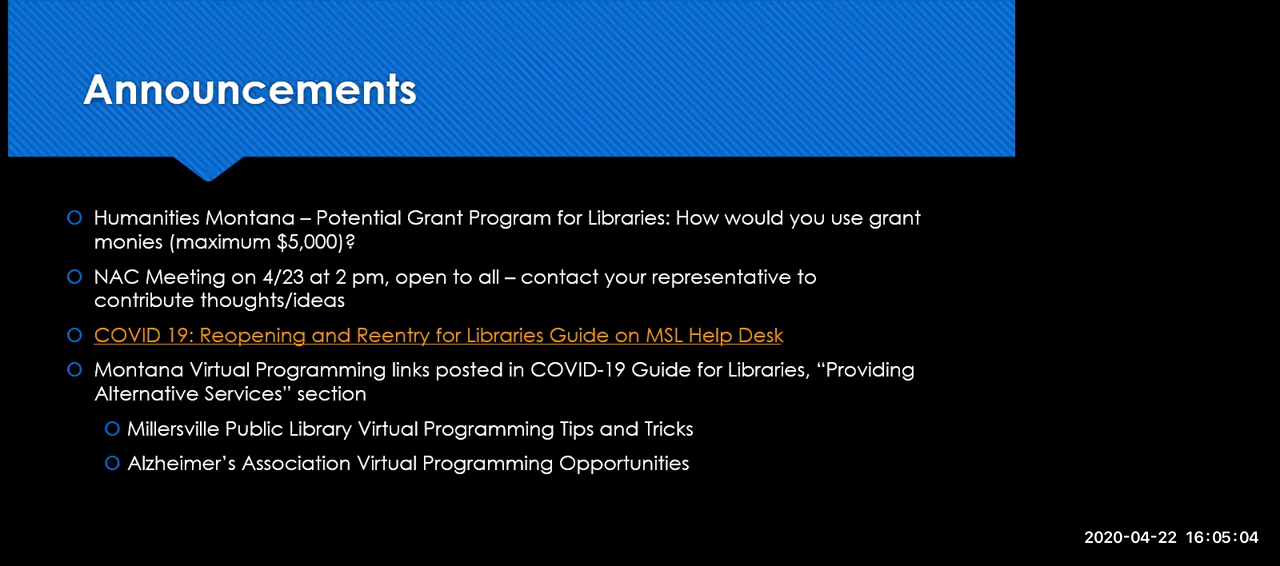 Announcements
Humanities Montana – Potential Grant Program for Libraries: How would you use grant
monies (maximum $5,000)?
NAC Meeting on 4/23 at 2 pm, open to all – contact your representative to
contribute thoughts/ideas
COVID 19: Reopening and Reentry for Libraries Guide on MSL Help Desk
Montana Virtual Programming links posted in COVID-19 Guide for Libraries, “Providing
Alternative Services” section
Millersville Public Library Virtual Programming Tips and Tricks
Alzheimer’s Association Virtual Programming Opportunities
2020-04-22 16:05:04